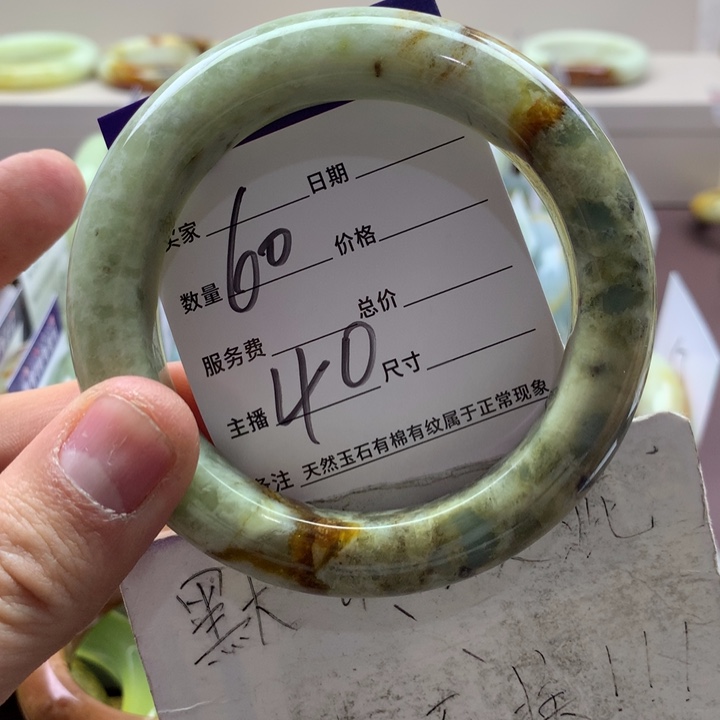 家 日期
60
数量 价格
服务费 总价
40
主播 尺寸
备注 天然玉石有棉有纹属于正常现象
黑
!!!